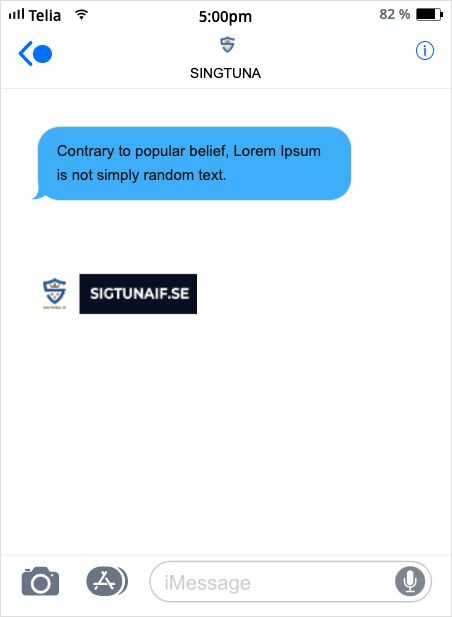 Telia
5:00pm
82 %
SINGTUNA
Contrary to popular belief, Lorem Ipsum
is not simply random text.
SIGTUNAIF.SE
iMessage